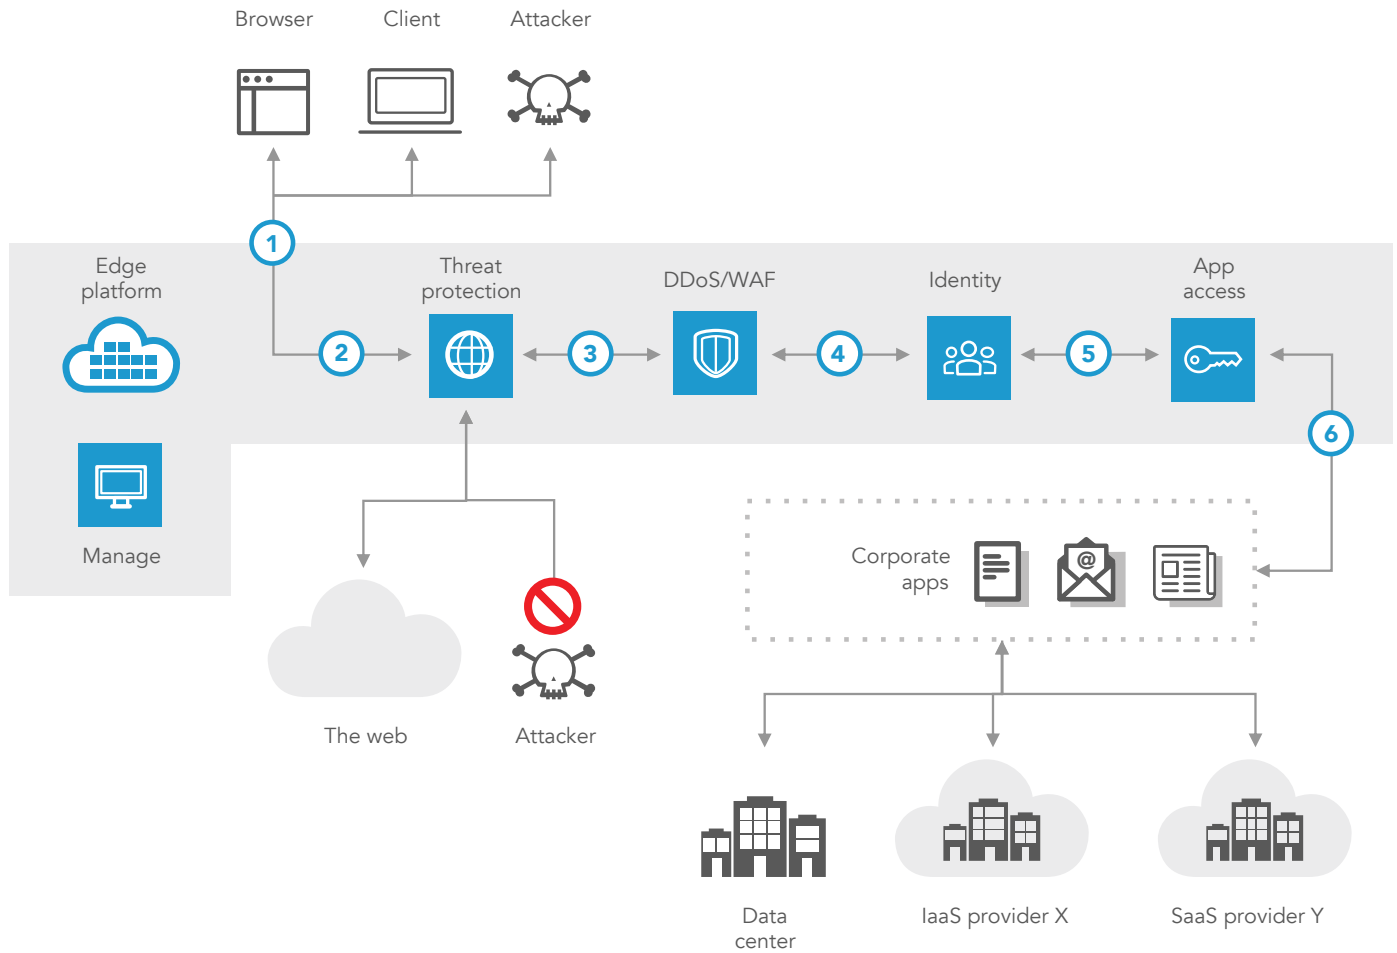 Browser
Client
Attacker
1
Edge
platform
Threat
protection
DDoS/WAF
Identity
App
access
2
3
4
5
6
Manage
Corporate
apps
@
The web
Attacker
Data
center
IaaS provider X
SaaS provider Y